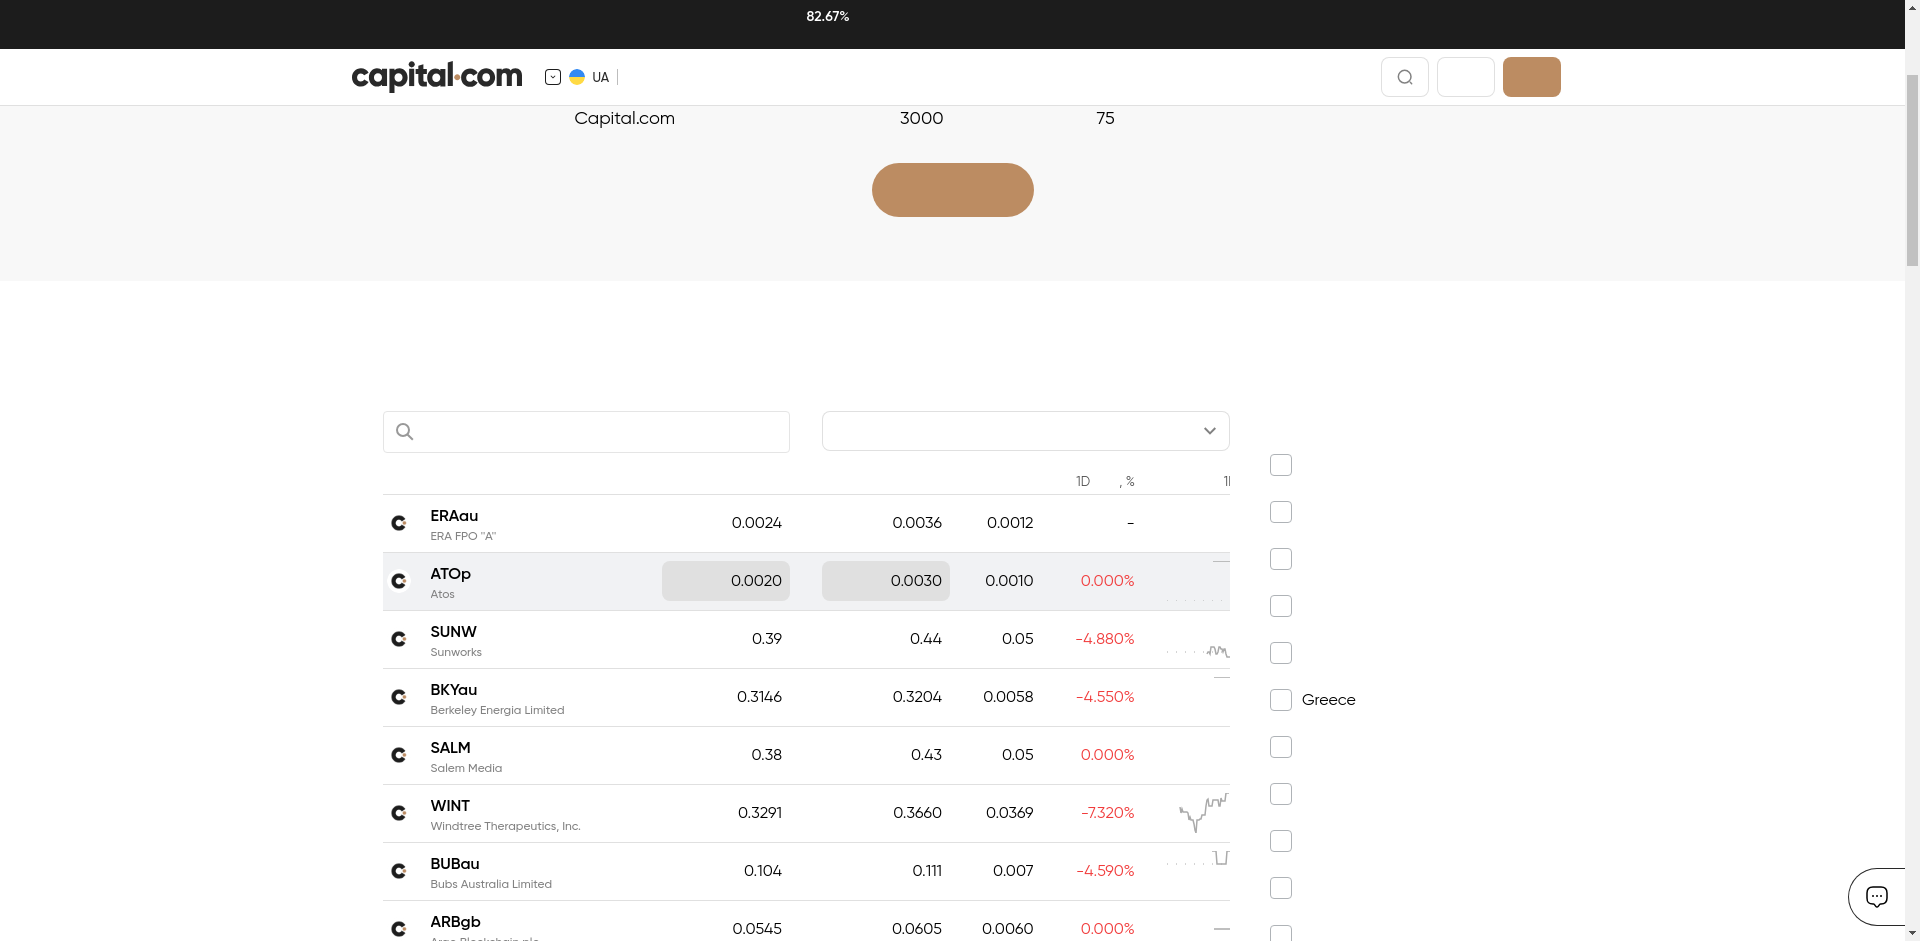 82.67%
capital.com
UA
Capital.com 3000 75
1D , %
ERAau 0.0024 0.0036 0.0012 -
ERA FPO "A"
ATOp 0.0020 0.0030 0.0010 0.000%
Atos
SUNW 0.39 0.44 0.05 -4.880%
Sunworks
BKYau 0.3146 0.3204 0.0058 -4.550%
Berkeley Energia Limited
Greece
SALM 0.38 0.43 0.05 0.000%
Salem Media
WINT 0.3291 0.3660 0.0369 -7.320%
Windtree Therapeutics, Inc.
BUBau 0.104 0.111 0.007 -4.590%
Bubs Australia Limited
ARBgb 0.0545 0.0605 0.0060 0.000%